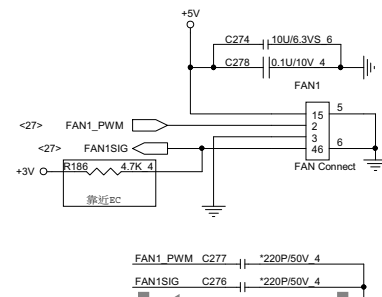 +5V
C274 10U/6.3VS_6
C278 0.1U/10V_4
FAN1
<27> FAN1_PWM
<27> FAN1SIG
15 5
2
3
46 6
FAN Connect
+3V R186 4.7K_4
靠近EC
FAN1_PWM C277 *220P/50V_4
FAN1SIG C276 *220P/50V_4